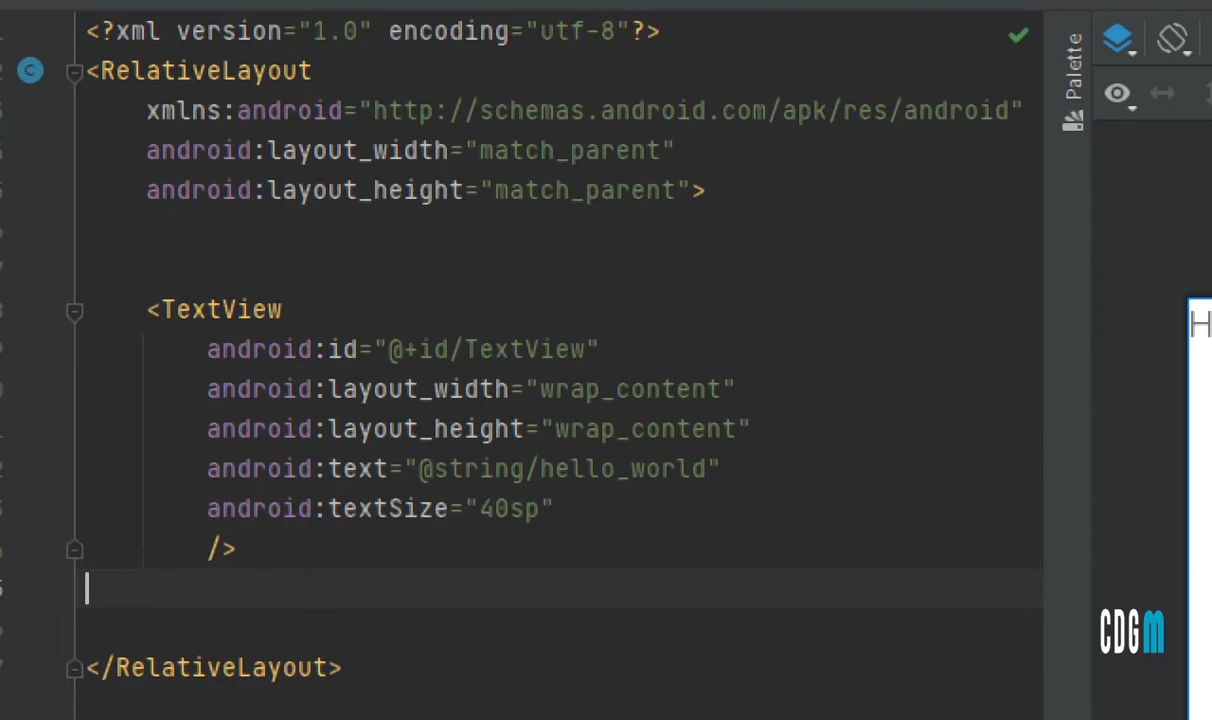 <?xml version="1.0" encoding="utf-8"?>
<RelativeLayout
xmlns:android="http://schemas.android.com/apk/res/android"
android:layout_width="match_parent"
android:layout_height="match_parent">
<TextView
android:id="@+id/TextView"
android:layout_width="wrap_content"
android:layout_height="wrap_content"
android:text="@string/hello_world"
android:textSize="40sp"
/>
</RelativeLayout>
Palette
H
CDGM